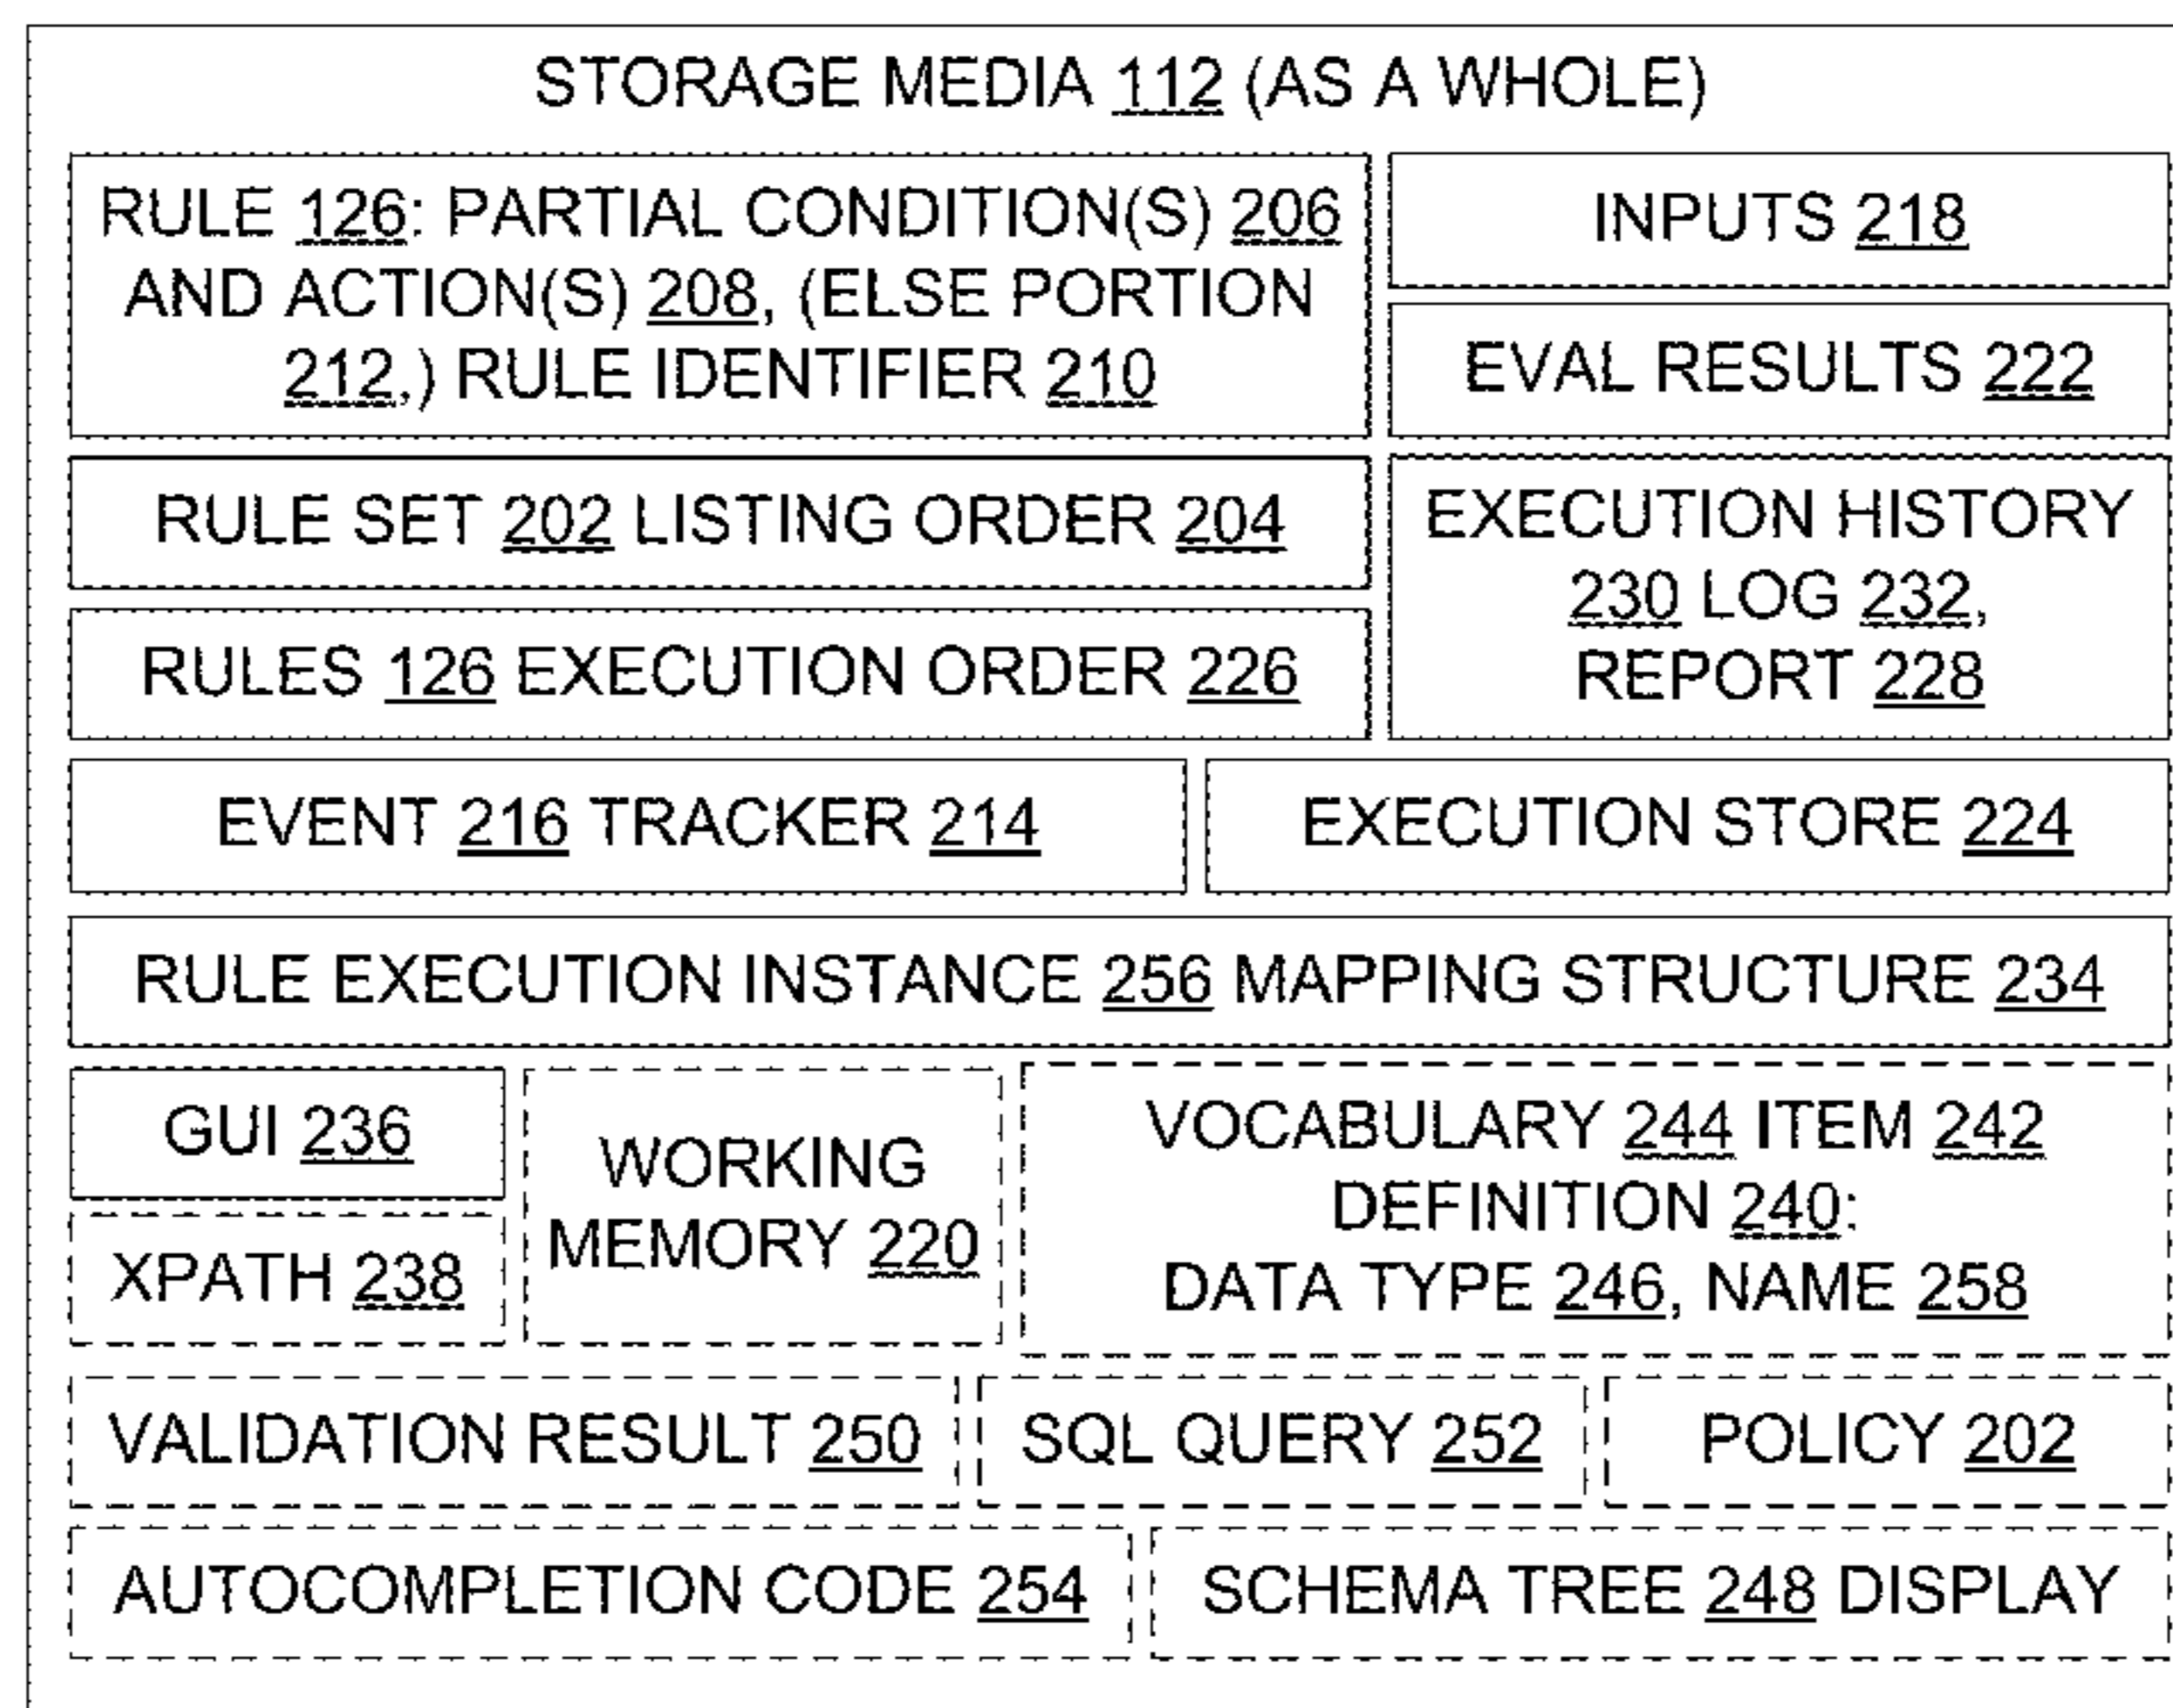 STORAGE MEDIA 112 (AS A WHOLE)
RULE 126: PARTIAL CONDITION(S) 206
AND ACTION(S) 208, (ELSE PORTION
212,) RULE IDENTIFIER 210
INPUTS 218
EVAL RESULTS 222
RULE SET 202 LISTING ORDER 204
RULES 126 EXECUTION ORDER 226
EXECUTION HISTORY
230 LOG 232,
REPORT 228
EVENT 216 TRACKER 214
EXECUTION STORE 224
RULE EXECUTION INSTANCE 256 MAPPING STRUCTURE 234
GUI 236
XPATH 238
WORKING
MEMORY 220
VOCABULARY 244 ITEM 242
DEFINITION 240:
DATA TYPE 246, NAME 258
VALIDATION RESULT 250
SQL QUERY 252
POLICY 202
AUTOCOMPLETION CODE 254
SCHEMA TREE 248 DISPLAY